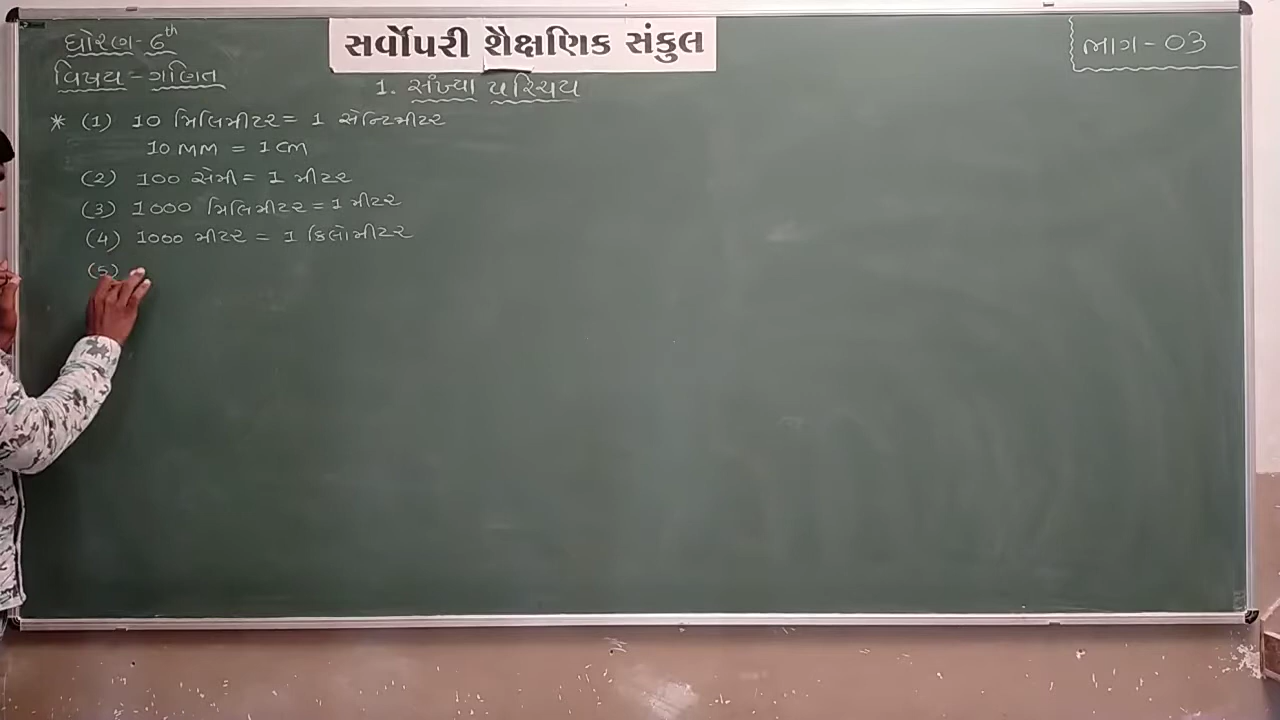 ધોરણ - 6th
સર્વોપરી શૈક્ષણિક સંકુલ
ભાગ - 03
વિષય - ગણિત
1. સંખ્યા પરિચય
* (1) 10 મિલિમીટર = 1 સેન્ટિમીટર
10 MM = 1 CM
(2) 100 સેમી = 1 મીટર
(3) 1000 મિલિમીટર = 1 મીટર
(4) 1000 મીટર = 1 કિલોમીટર
(5)